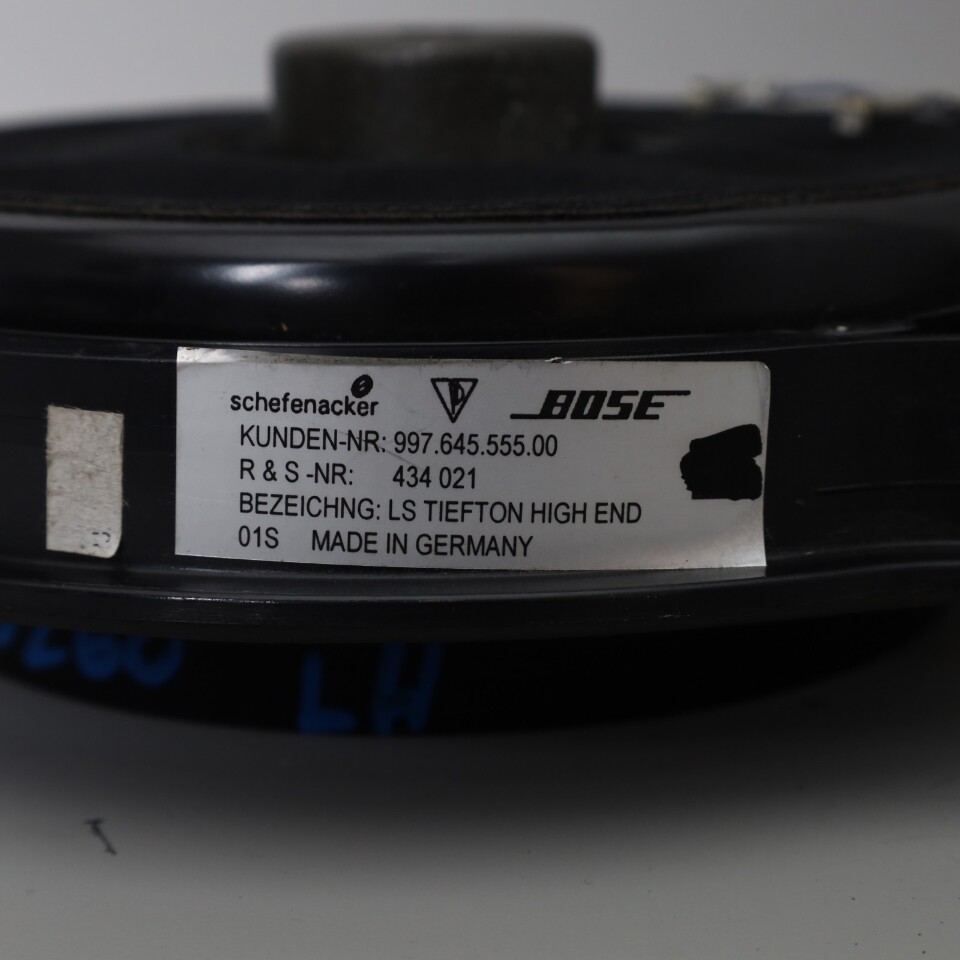 schefenacker BOSE
KUNDEN-NR: 997.645.555.00
R & S -NR: 434 021
BEZEICHNG: LS TIEFTON HIGH END
01S MADE IN GERMANY
LH